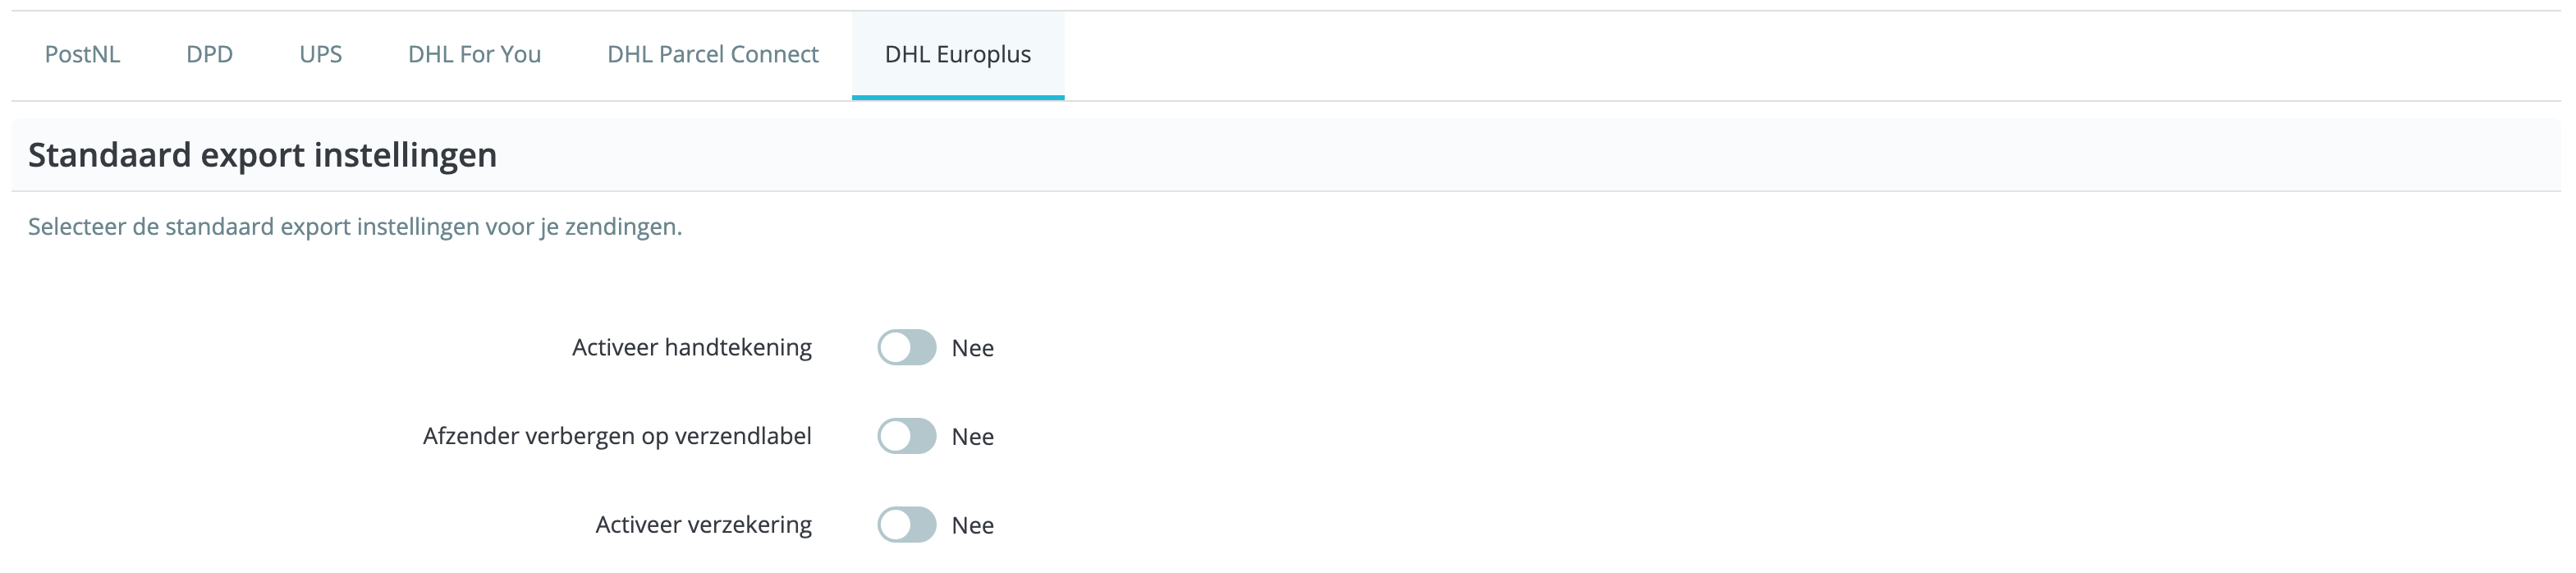 PostNL DPD UPS DHL For You DHL Parcel Connect DHL Europlus
Standaard export instellingen
Selecteer de standaard export instellingen voor je zendingen.
Activeer handtekening Nee
Afzender verbergen op verzendlabel Nee
Activeer verzekering Nee